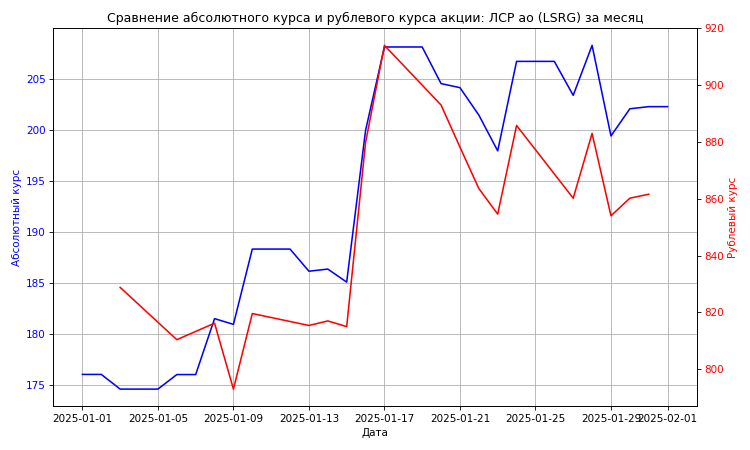 Сравнение абсолютного курса и рублевого курса акции: ЛСР ао (LSRG) за месяц
920
900
880
860
840
820
800
205
200
195
190
185
180
175
Абсолютный курс
Рублевый курс
2025-01-01 2025-01-05 2025-01-09 2025-01-13 2025-01-17 2025-01-21 2025-01-25 2025-01-29 2025-02-01
Дата